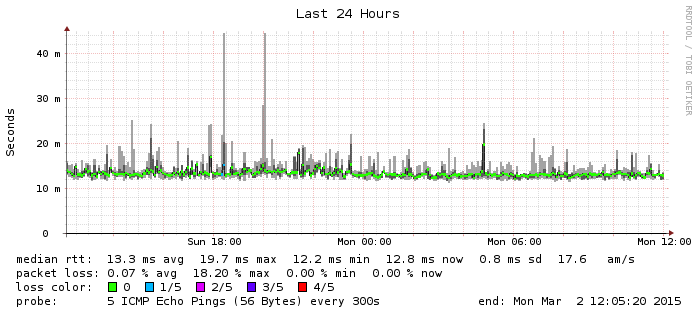 Last 24 Hours
RRDTOOL / TOBI OETIKER
Seconds
40 m
30 m
20 m
10 m
0
Sun 18:00 Mon 00:00 Mon 06:00 Mon 12:00
median rtt: 13.3 ms avg 19.7 ms max 12.2 ms min 12.8 ms now 0.8 ms sd 17.6 am/s
packet loss: 0.07 % avg 18.20 % max 0.00 % min 0.00 % now
loss color: 0 1/5 2/5 3/5 4/5
probe: 5 ICMP Echo Pings (56 Bytes) every 300s end: Mon Mar 2 12:05:20 2015